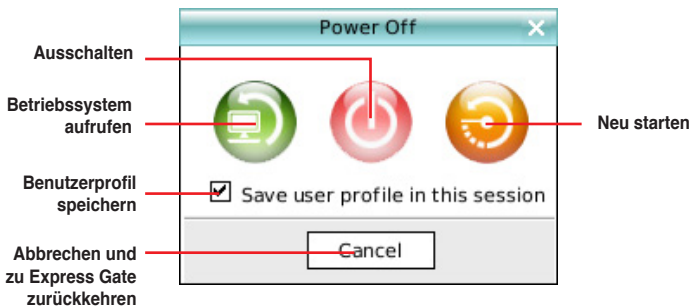 Power Off
Ausschalten
Betriebssystem
aufrufen
Neu starten
Benutzerprofil
speichern
Save user profile in this session
Abbrechen und
zu Express Gate
zurückkehren
Cancel